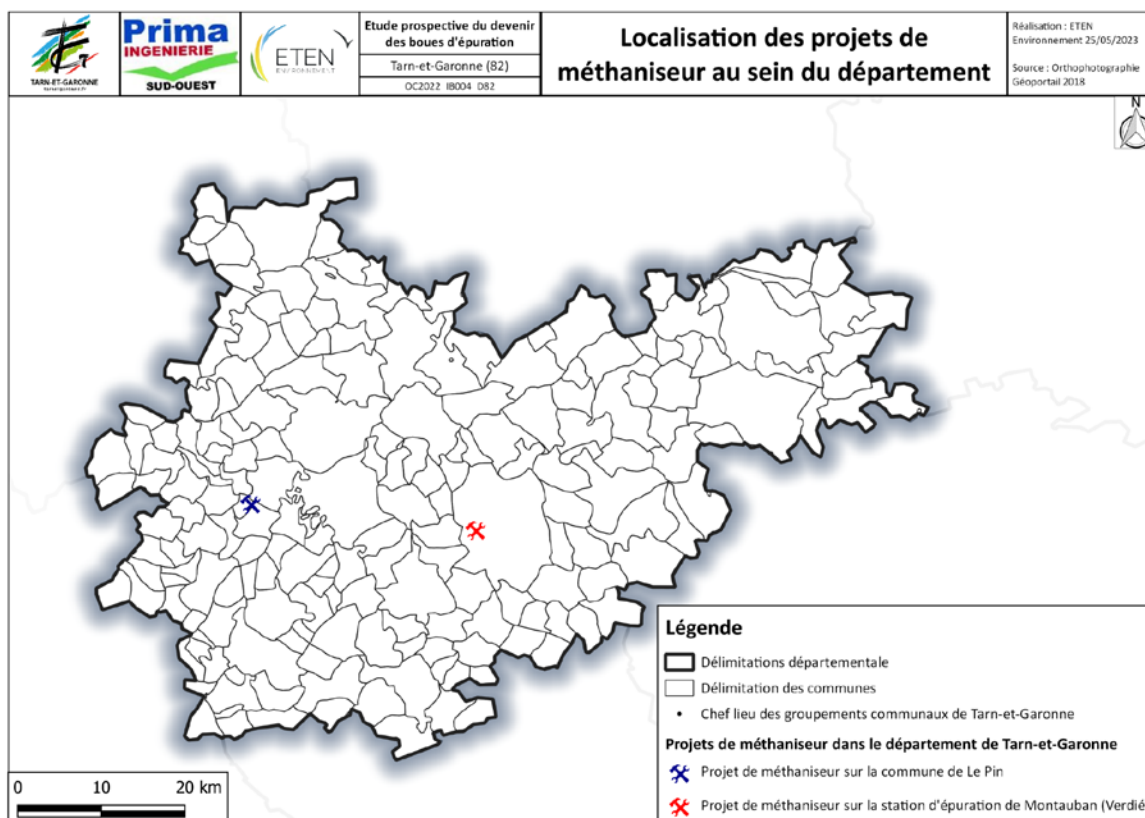 TARN-ET-GARONNE
Prima
INGENIERIE
SUD-OUEST
ETEN
ENVIRONNEMENT
Etude prospective du devenir
des boues d'épuration
Tarn-et-Garonne (82)
OC2022_IB004_D82
Localisation des projets de
méthaniseur au sein du département
Réalisation : ETEN
Environnement 25/05/2023
Source : Orthophotographie
Géoportail 2018
N
Légende
Délimitations départementale
Délimitation des communes
Chef lieu des groupements communaux de Tarn-et-Garonne
Projets de méthaniseur dans le département de Tarn-et-Garonne
Projet de méthaniseur sur la commune de Le Pin
Projet de méthaniseur sur la station d'épuration de Montauban (Verdié
0 10 20 km